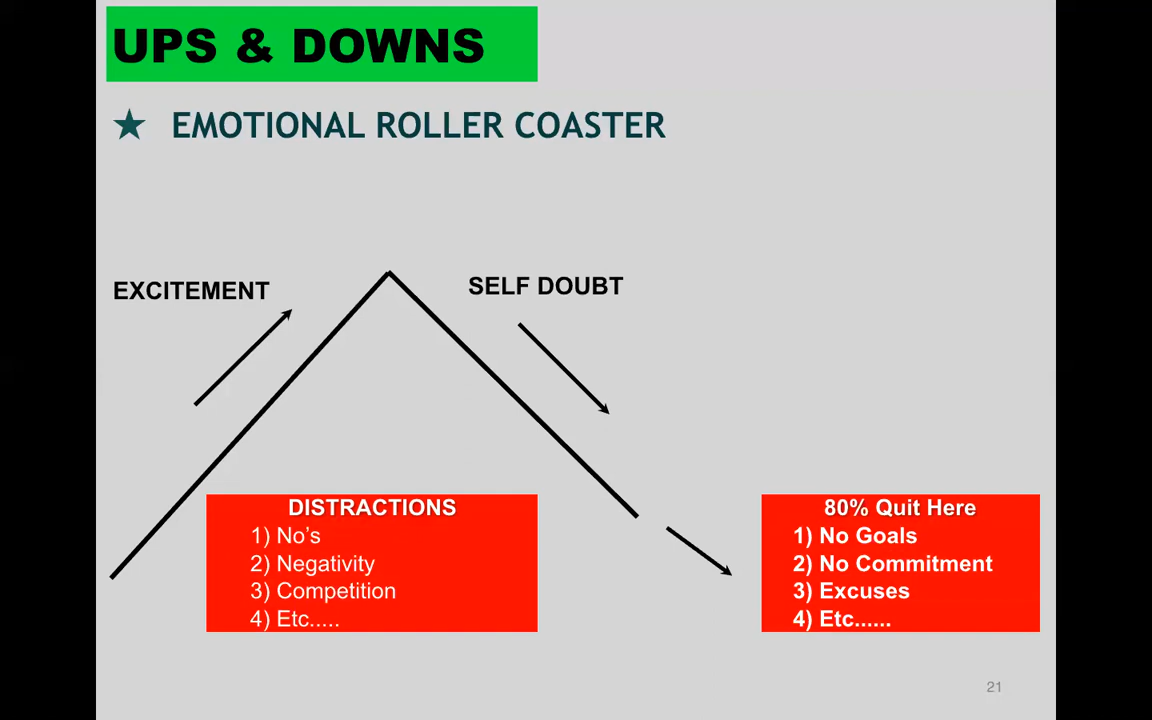 UPS & DOWNS
★ EMOTIONAL ROLLER COASTER
EXCITEMENT
SELF DOUBT
DISTRACTIONS
1) No's
2) Negativity
3) Competition
4) Etc.....
80% Quit Here
1) No Goals
2) No Commitment
3) Excuses
4) Etc......
21